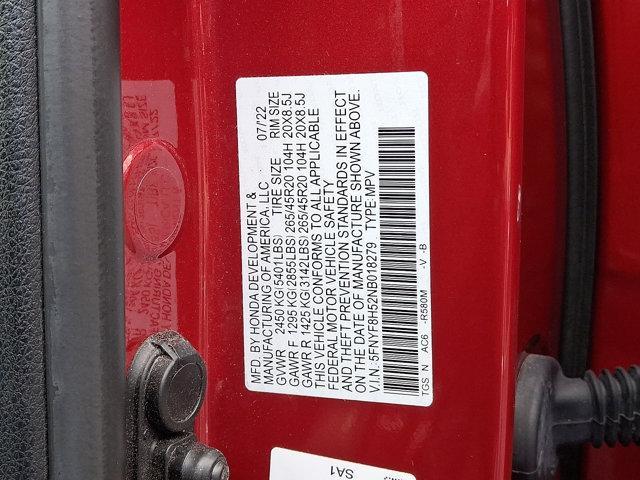 MFD. BY HONDA DEVELOPMENT &
MANUFACTURING OF AMERICA, LLC 07/'22
GVWR 2450 KG(5401LBS) TIRE SIZE RIM SIZE
GAWR F 1295 KG(2855LBS) 265/45R20 104H 20X8.5J
GAWR R 1425 KG(3142LBS) 265/45R20 104H 20X8.5J
THIS VEHICLE CONFORMS TO ALL APPLICABLE
FEDERAL MOTOR VEHICLE SAFETY
AND THEFT PREVENTION STANDARDS IN EFFECT
ON THE DATE OF MANUFACTURE SHOWN ABOVE.
V.I.N. 5FNYF8H52NB018279 TYPE:MPV
TGS N AC6 -R580M -V -B
SA1